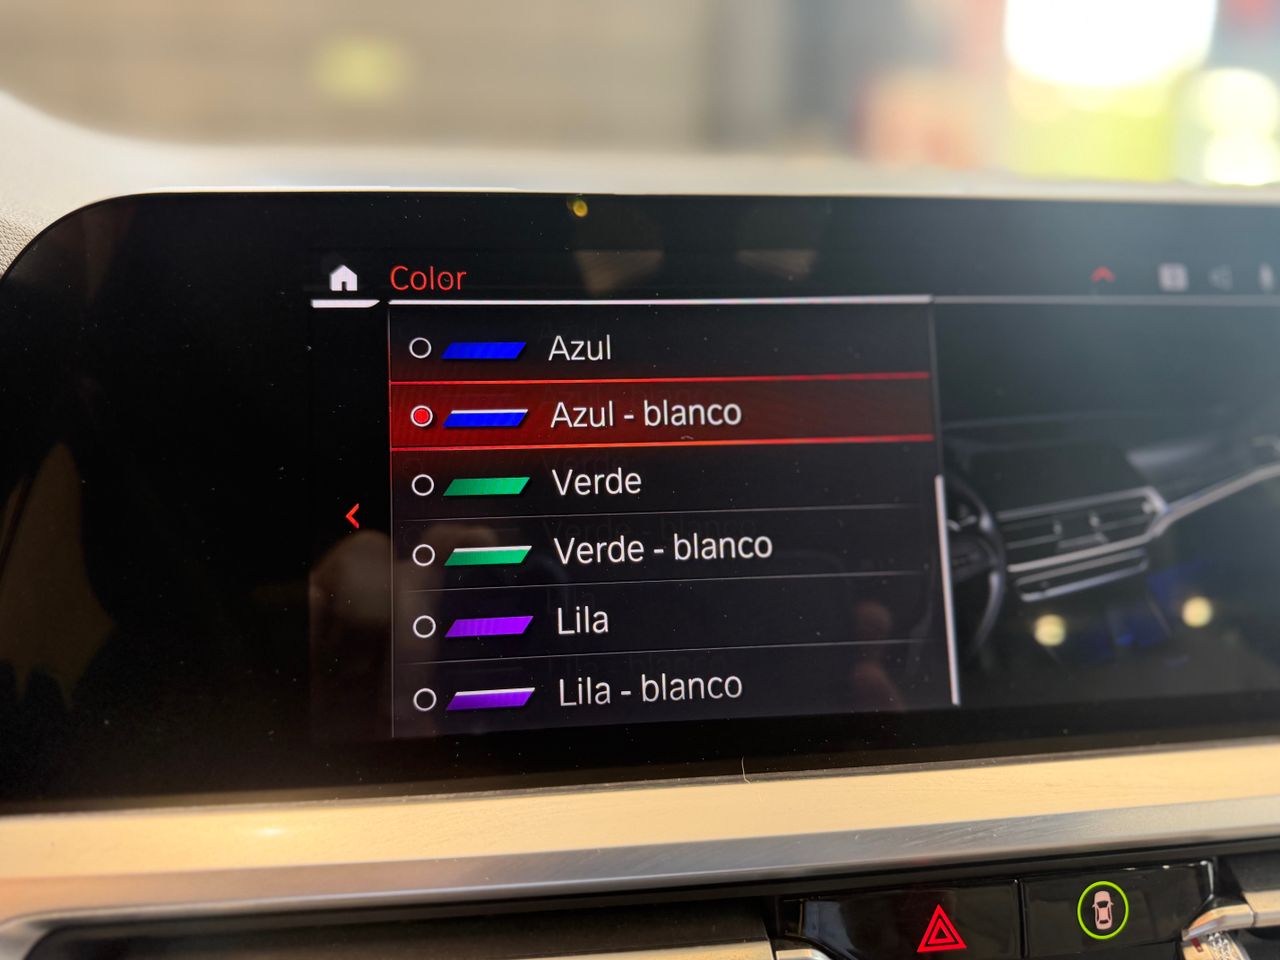 Color
Azul
Azul - blanco
Verde
Verde - blanco
Lila
Lila - blanco